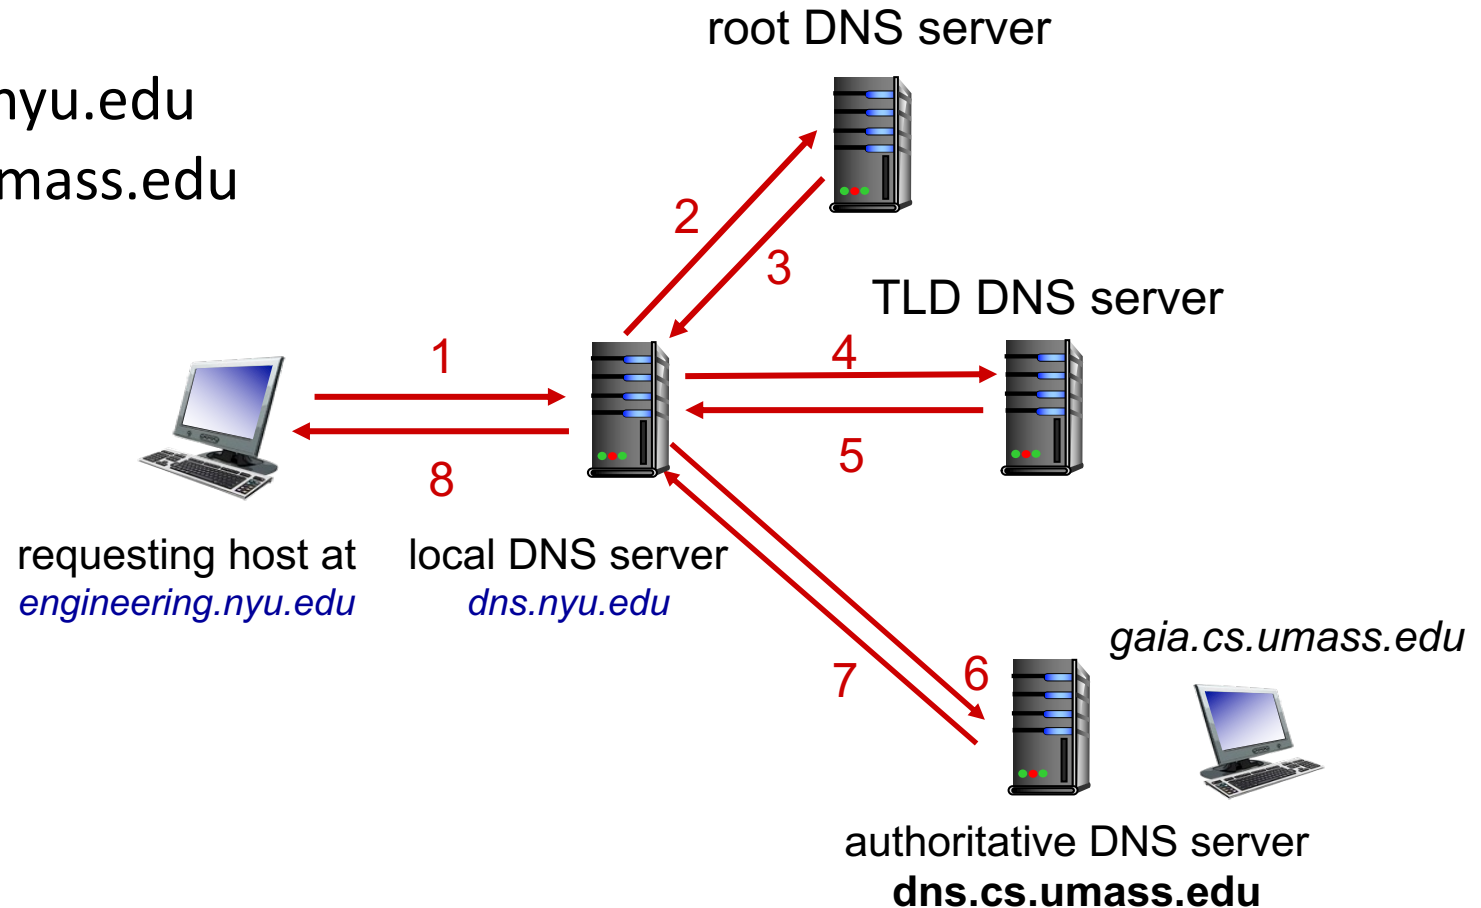 root DNS server
nyu.edu
mass.edu
2
3
TLD DNS server
1
4
5
8
requesting host at
engineering.nyu.edu
local DNS server
dns.nyu.edu
gaia.cs.umass.edu
7
6
authoritative DNS server
dns.cs.umass.edu